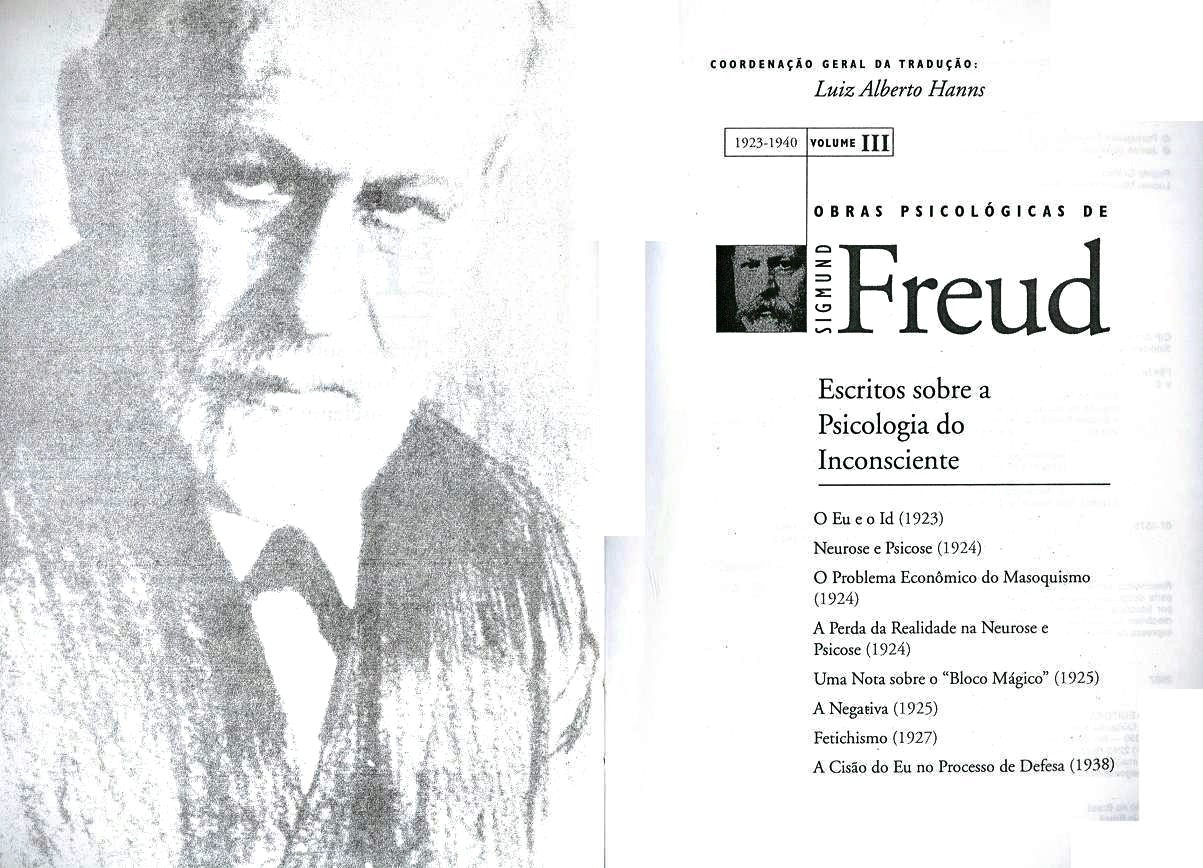 COORDENAÇÃO GERAL DA TRADUÇÃO:
Luiz Alberto Hanns
1923-1940 VOLUME III
OBRAS PSICOLÓGICAS DE
SIGMUND
Freud
Escritos sobre a
Psicologia do
Inconsciente
O Eu e o Id (1923)
Neurose e Psicose (1924)
O Problema Econômico do Masoquismo
(1924)
A Perda da Realidade na Neurose e
Psicose (1924)
Uma Nota sobre o “Bloco Mágico” (1925)
A Negativa (1925)
Fetichismo (1927)
A Cisão do Eu no Processo de Defesa (1938)